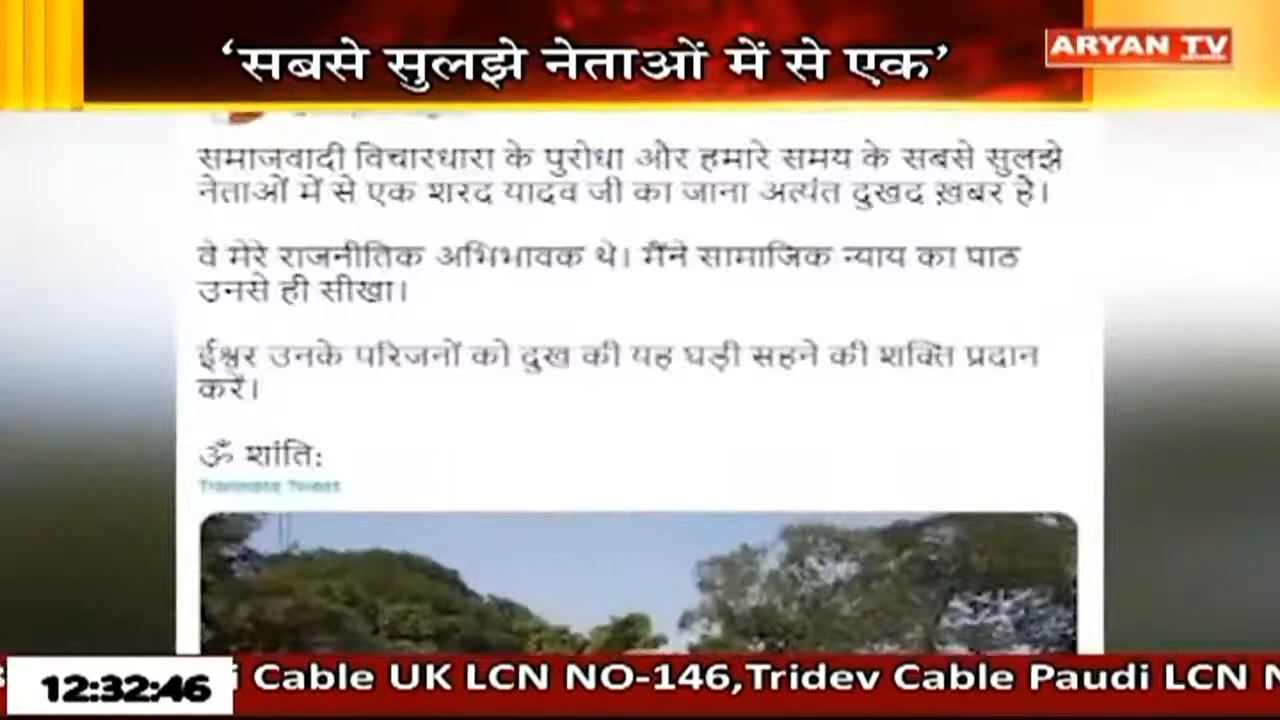 ‘सबसे सुलझे नेताओं में से एक’
ARYAN TV
समाजवादी विचारधारा के पुरोधा और हमारे समय के सबसे सुलझे
नेताओं में से एक शरद यादव जी का जाना अत्यंत दुखद ख़बर है।
वे मेरे राजनीतिक अभिभावक थे। मैंने सामाजिक न्याय का पाठ
उनसे ही सीखा।
ईश्वर उनके परिजनों को दुख की यह घड़ी सहने की शक्ति प्रदान
करें।
ॐ शांति:
Translate Tweet
12:32:46
Cable UK LCN NO-146,Tridev Cable Paudi LCN